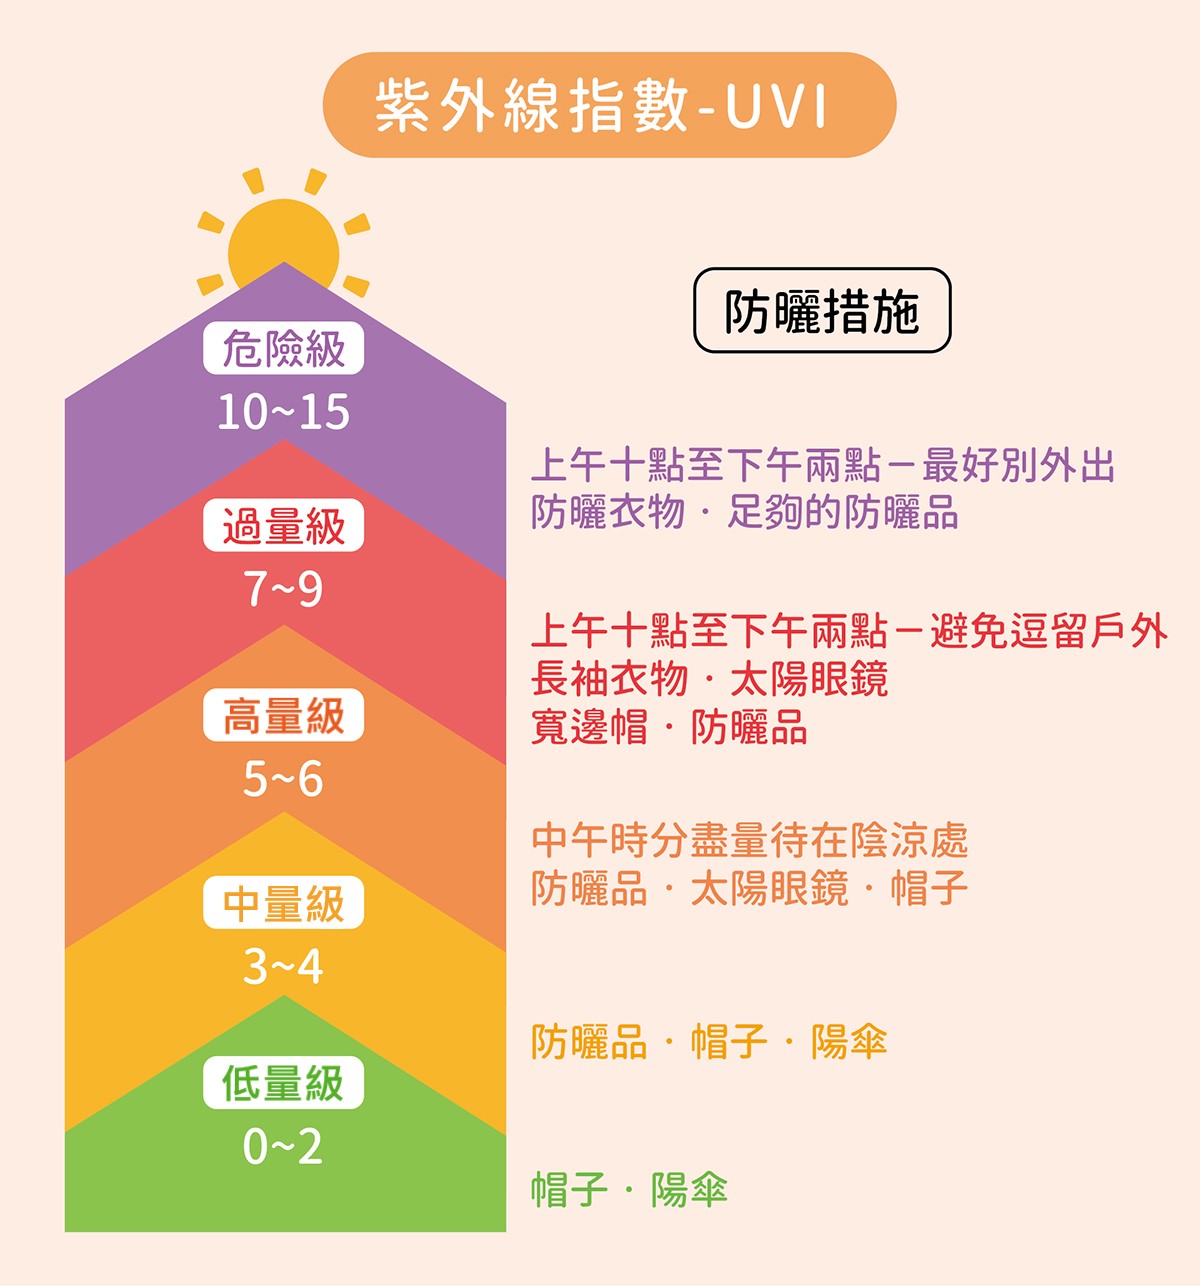 紫外線指數-UVI
防曬措施
危險級
10~15
上午十點至下午兩點－最好別外出
防曬衣物・足夠的防曬品
過量級
7~9
上午十點至下午兩點－避免逗留戶外
長袖衣物・太陽眼鏡
寬邊帽・防曬品
高量級
5~6
中午時分盡量待在陰涼處
防曬品・太陽眼鏡・帽子
中量級
3~4
防曬品・帽子・陽傘
低量級
0~2
帽子・陽傘